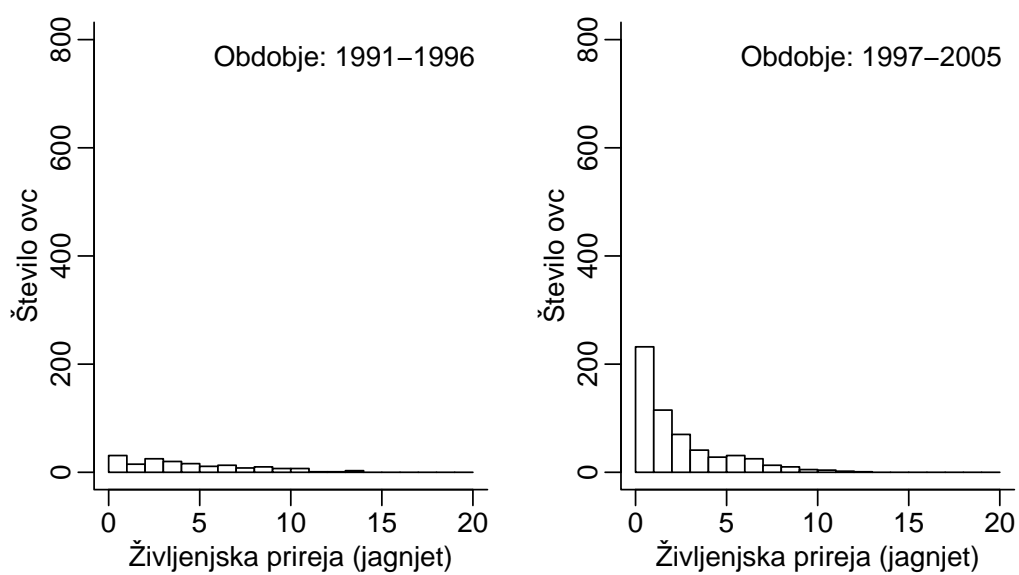 Obdobje: 1991−1996
Število ovc
0
200
400
600
800
0 5 10 15 20
Življenjska prireja (jagnjet)
Obdobje: 1997−2005
Število ovc
0
200
400
600
800
0 5 10 15 20
Življenjska prireja (jagnjet)